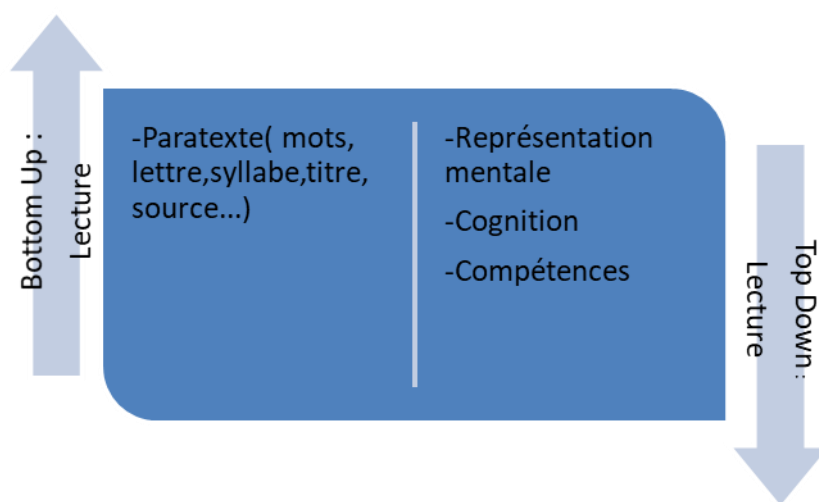 Bottom Up :
Lecture
-Paratexte( mots,
lettre,syllabe,titre,
source...)
-Représentation
mentale
-Cognition
-Compétences
Top Down :
Lecture